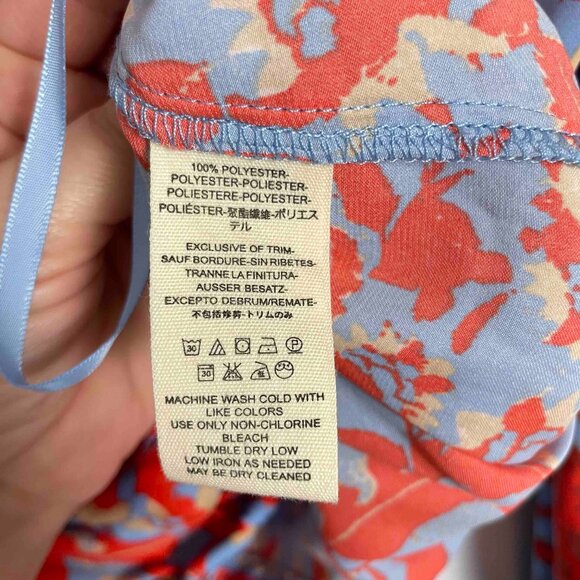 100% POLYESTER-
POLYESTER-POLIESTER-
POLIESTERE-POLYESTER-
POLIÉSTER-聚酯纖維-ポリエス
テル
EXCLUSIVE OF TRIM-
SAUF BORDURE-SIN RIBETES-
TRANNE LA FINITURA-
AUSSER BESATZ-
EXCEPTO DEBRUM/REMATE-
不包括修剪-トリムのみ
30 P
30
MACHINE WASH COLD WITH
LIKE COLORS
USE ONLY NON-CHLORINE
BLEACH
TUMBLE DRY LOW
LOW IRON AS NEEDED
MAY BE DRY CLEANED